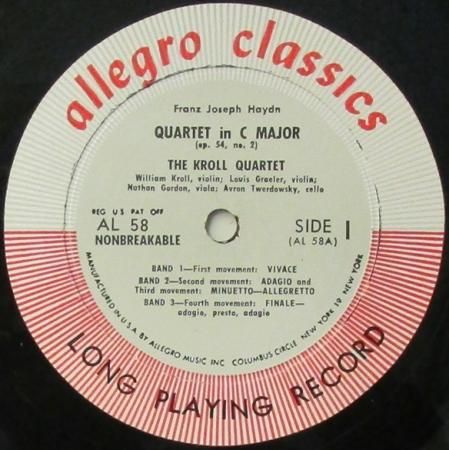 allegro classics
Franz Joseph Haydn
QUARTET in C MAJOR
(op. 54, no. 2)
THE KROLL QUARTET
William Kroll, violin; Louis Graeler, violin;
Nathan Gordon, viola; Avron Twerdowsky, cello
REG US PAT OFF
AL 58
NONBREAKABLE
SIDE I
(AL 58A)
BAND 1—First movement: VIVACE
BAND 2—Second movement: ADAGIO and
Third movement: MINUETTO—ALLEGRETTO
BAND 3—Fourth movement: FINALE—
adagio, presto, adagio
MANUFACTURED IN U.S.A. BY ALLEGRO MUSIC INC COLUMBUS CIRCLE, NEW YORK 19 NEW YORK
LONG PLAYING RECORD